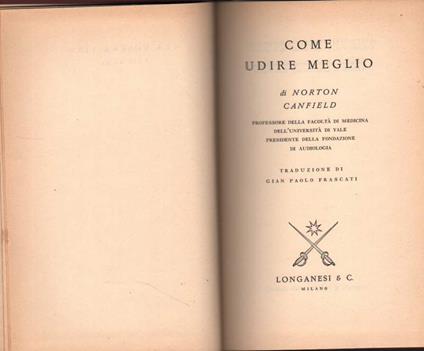 COME
UDIRE MEGLIO
di NORTON
CANFIELD
PROFESSORE DELLA FACOLTÀ DI MEDICINA
DELL'UNIVERSITÀ DI YALE
PRESIDENTE DELLA FONDAZIONE
DI AUDIOLOGIA
TRADUZIONE DI
GIAN PAOLO FRASCATI
LONGANESI & C.
MILANO